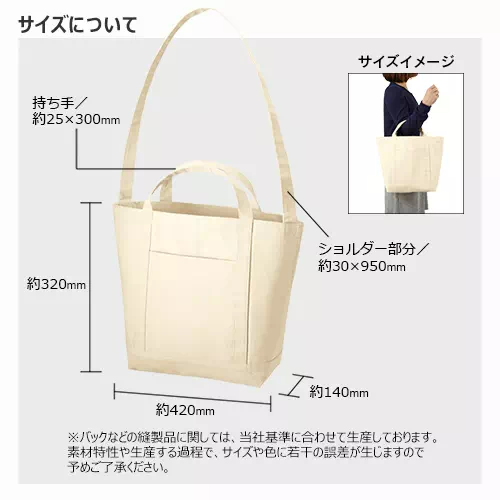 サイズについて
サイズイメージ
持ち手／
約25×300mm
ショルダー部分／
約30×950mm
約320mm
約140mm
約420mm
※バックなどの縫製品に関しては、当社基準に合わせて生産しております。
素材特性や生産する過程で、サイズや色に若干の誤差が生じますので
予めご了承ください。